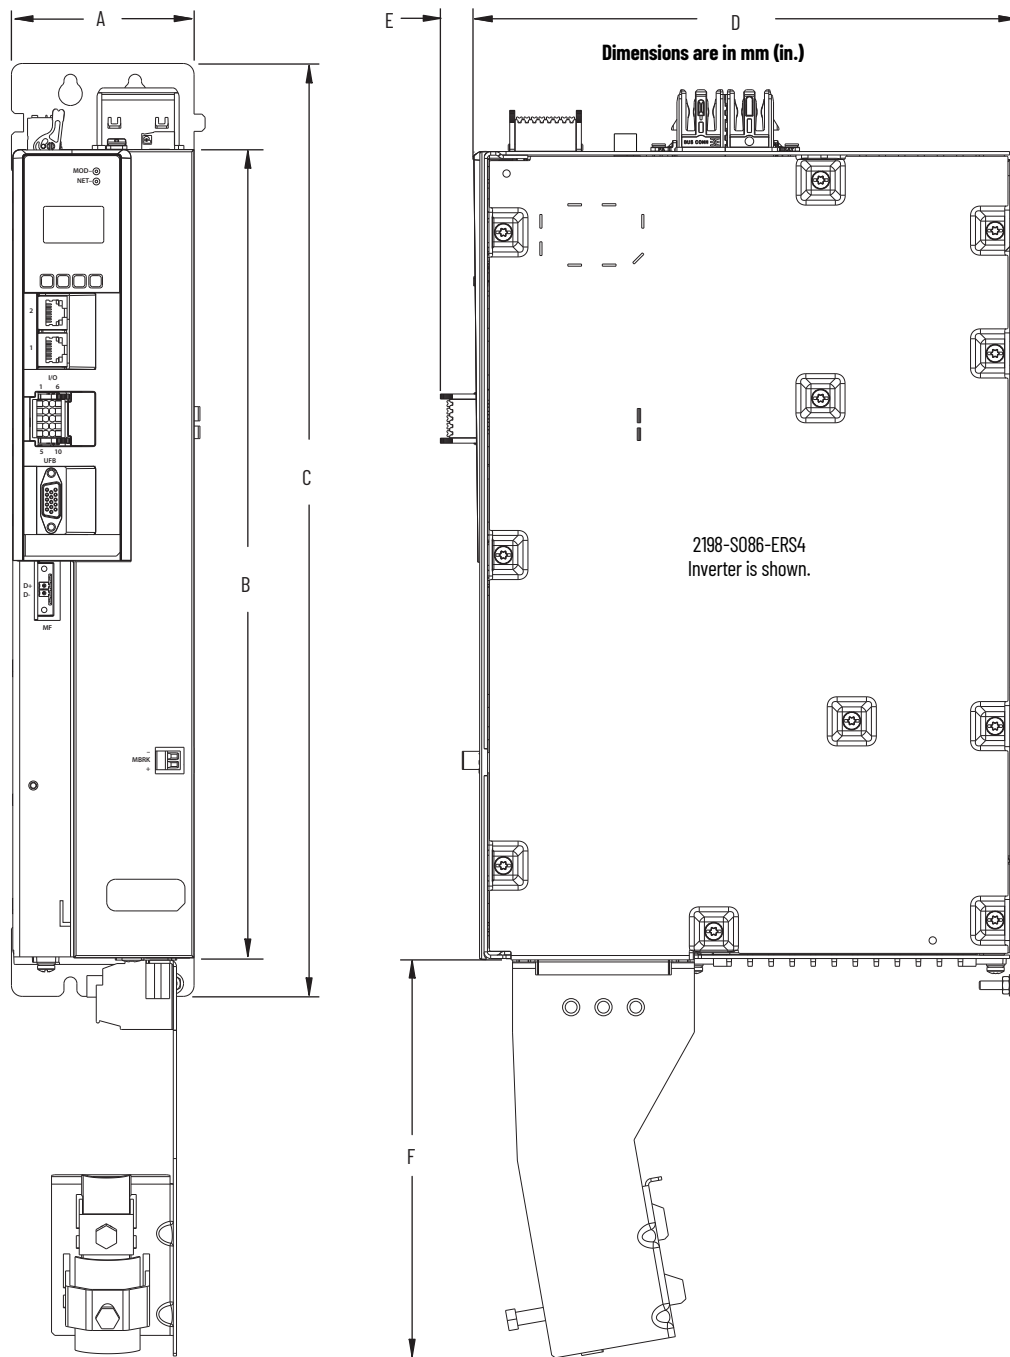 A
E
D
Dimensions are in mm (in.)
MOD
NET
2
1
I/O
1 6
5 10
UFB
C
B
D+
D-
MF
MBRK
-
+
BUS CONN
2198-S086-ERS4
Inverter is shown.
F